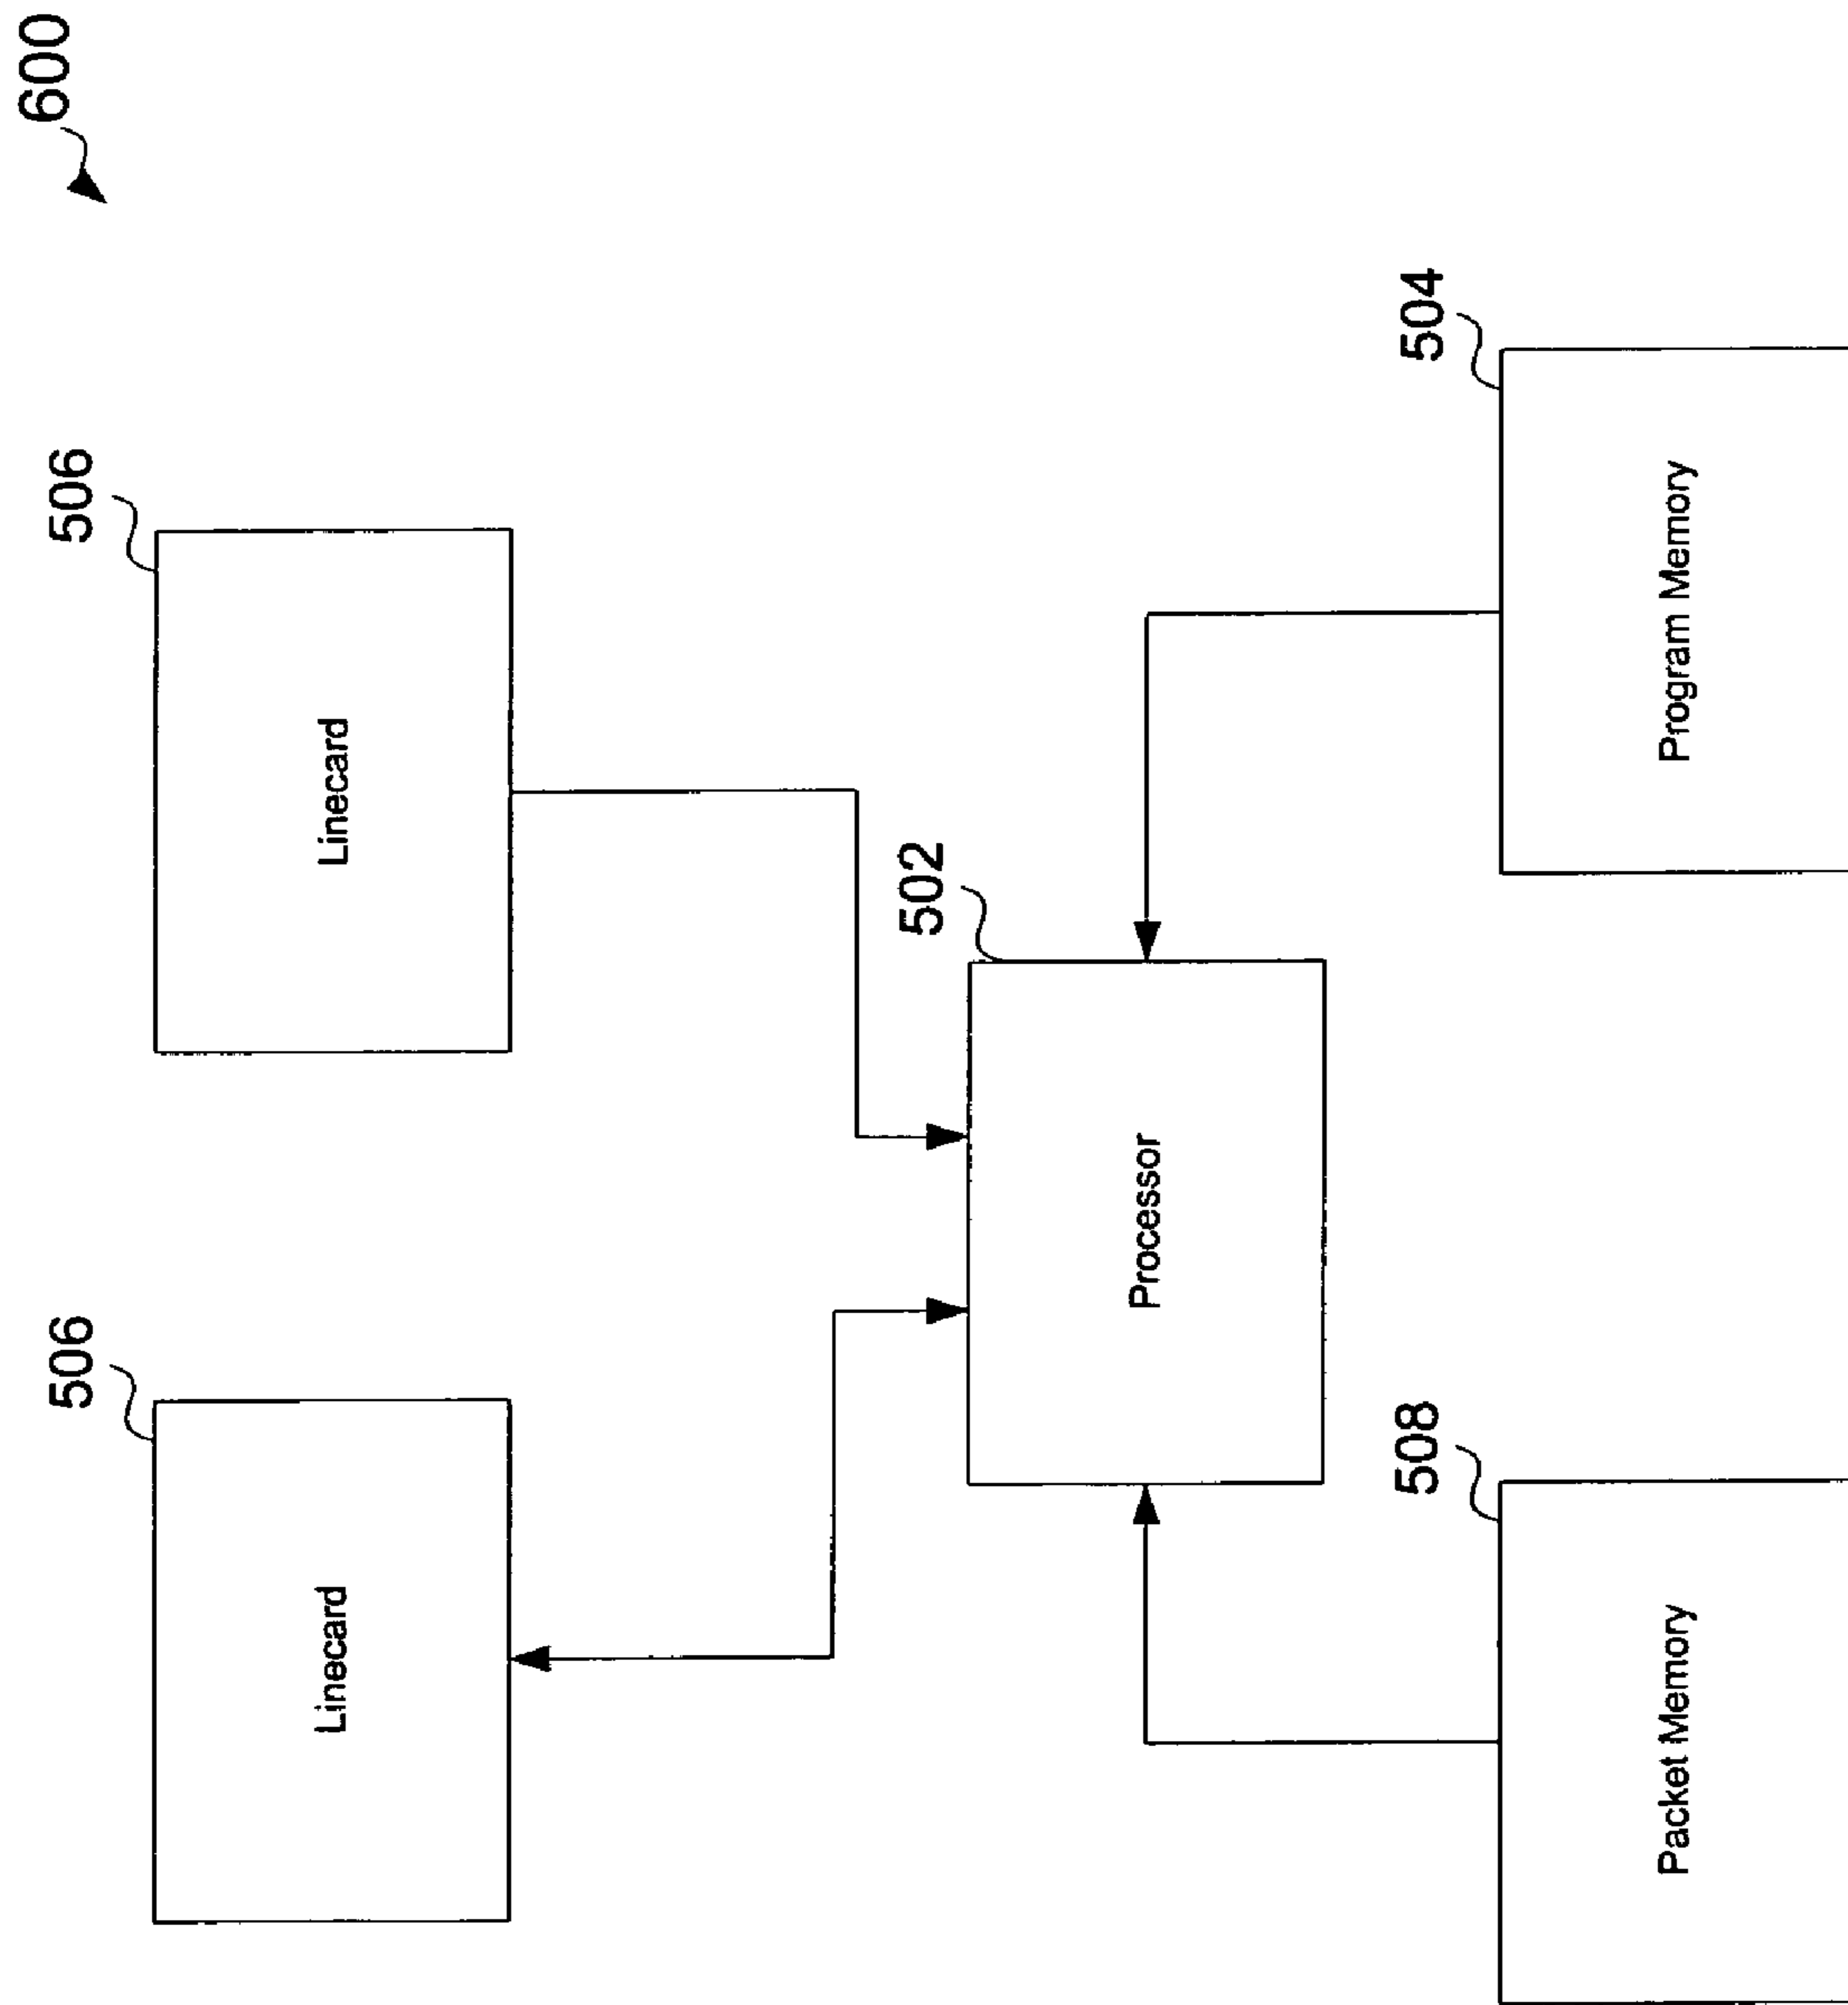 600
506
Linecard
506
Linecard
502
Processor
508
Packet Memory
504
Program Memory